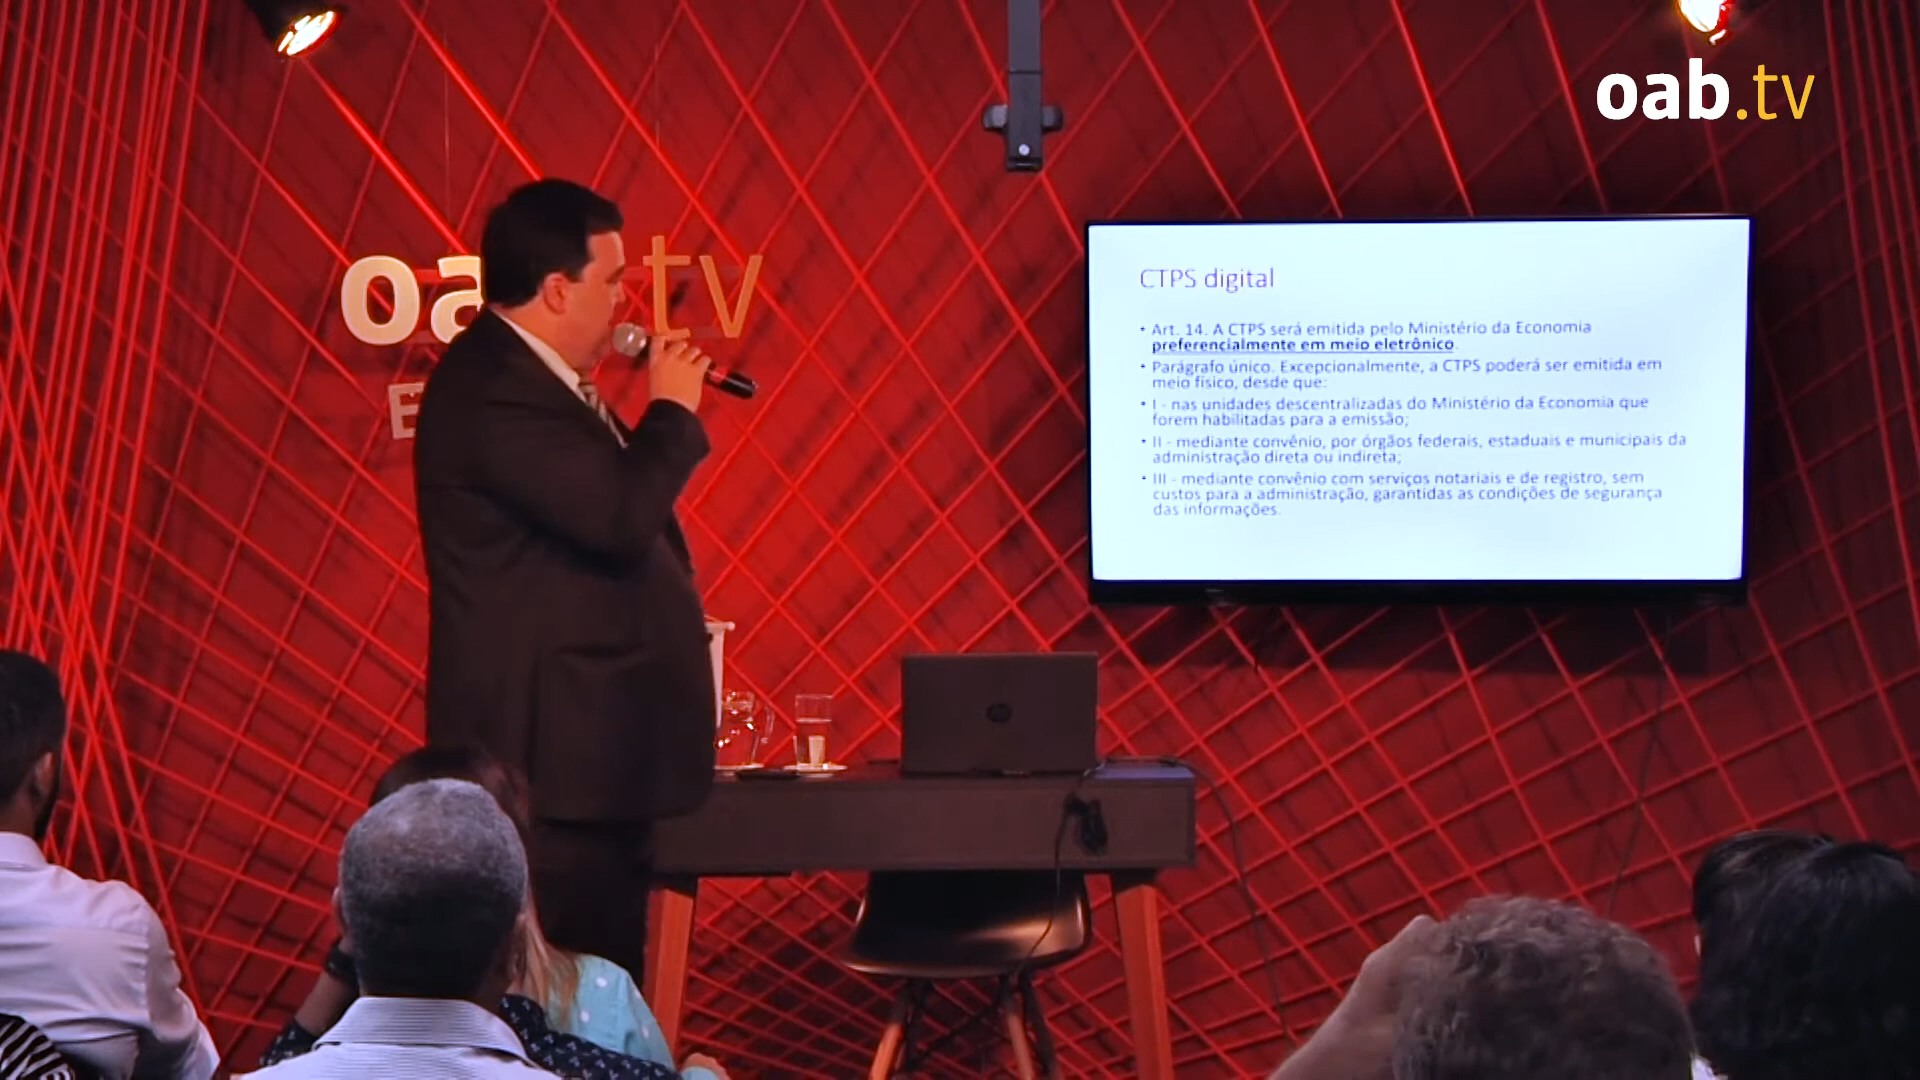 oab.tv
oa tv
E
CTPS digital
• Art. 14. A CTPS será emitida pelo Ministério da Economia
preferencialmente em meio eletrônico.
• Parágrafo único. Excepcionalmente, a CTPS poderá ser emitida em
meio físico, desde que:
• I - nas unidades descentralizadas do Ministério da Economia que
forem habilitadas para a emissão;
• II - mediante convênio, por órgãos federais, estaduais e municipais da
administração direta ou indireta;
• III - mediante convênio com serviços notariais e de registro, sem
custos para a administração, garantidas as condições de segurança
das informações.
hp